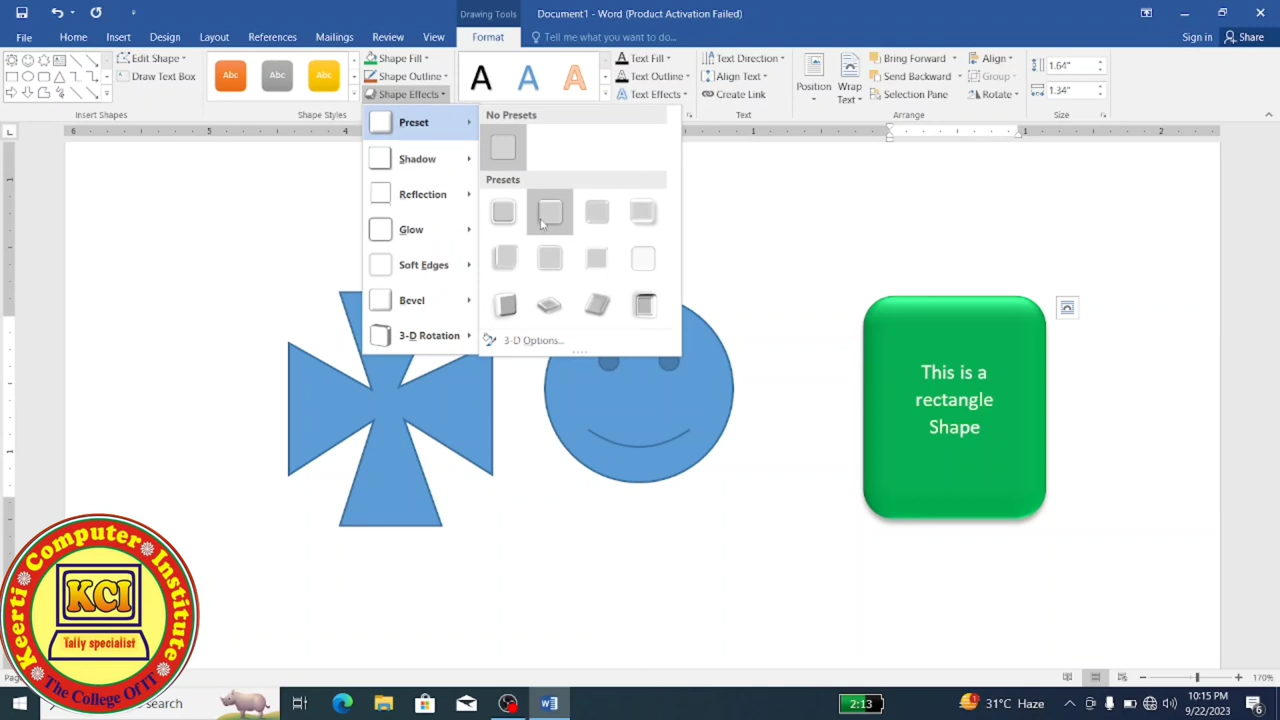 Drawing Tools
Document1 - Word (Product Activation Failed)
File Home Insert Design Layout References Mailings Review View Format Tell me what you want to do... Sign in Share
Edit Shape
Draw Text Box
Insert Shapes
Abc Abc Abc
Shape Fill
Shape Outline
Shape Effects
Shape Styles
A A A
Text Fill
Text Outline
Text Effects
Text Direction
Align Text
Create Link
Text
Position
Wrap Text
Bring Forward
Send Backward
Selection Pane
Align
Group
Rotate
Arrange
1.64"
1.34"
Size
6 5 4 1 1 2
Preset
Shadow
Reflection
Glow
Soft Edges
Bevel
3-D Rotation
No Presets
Presets
3-D Options...
This is a
rectangle
Shape
Keerti Computer Institute
KCI
Tally specialist
The College Of IT
170%
search
2:13
31°C Haze
10:15 PM
9/22/2023